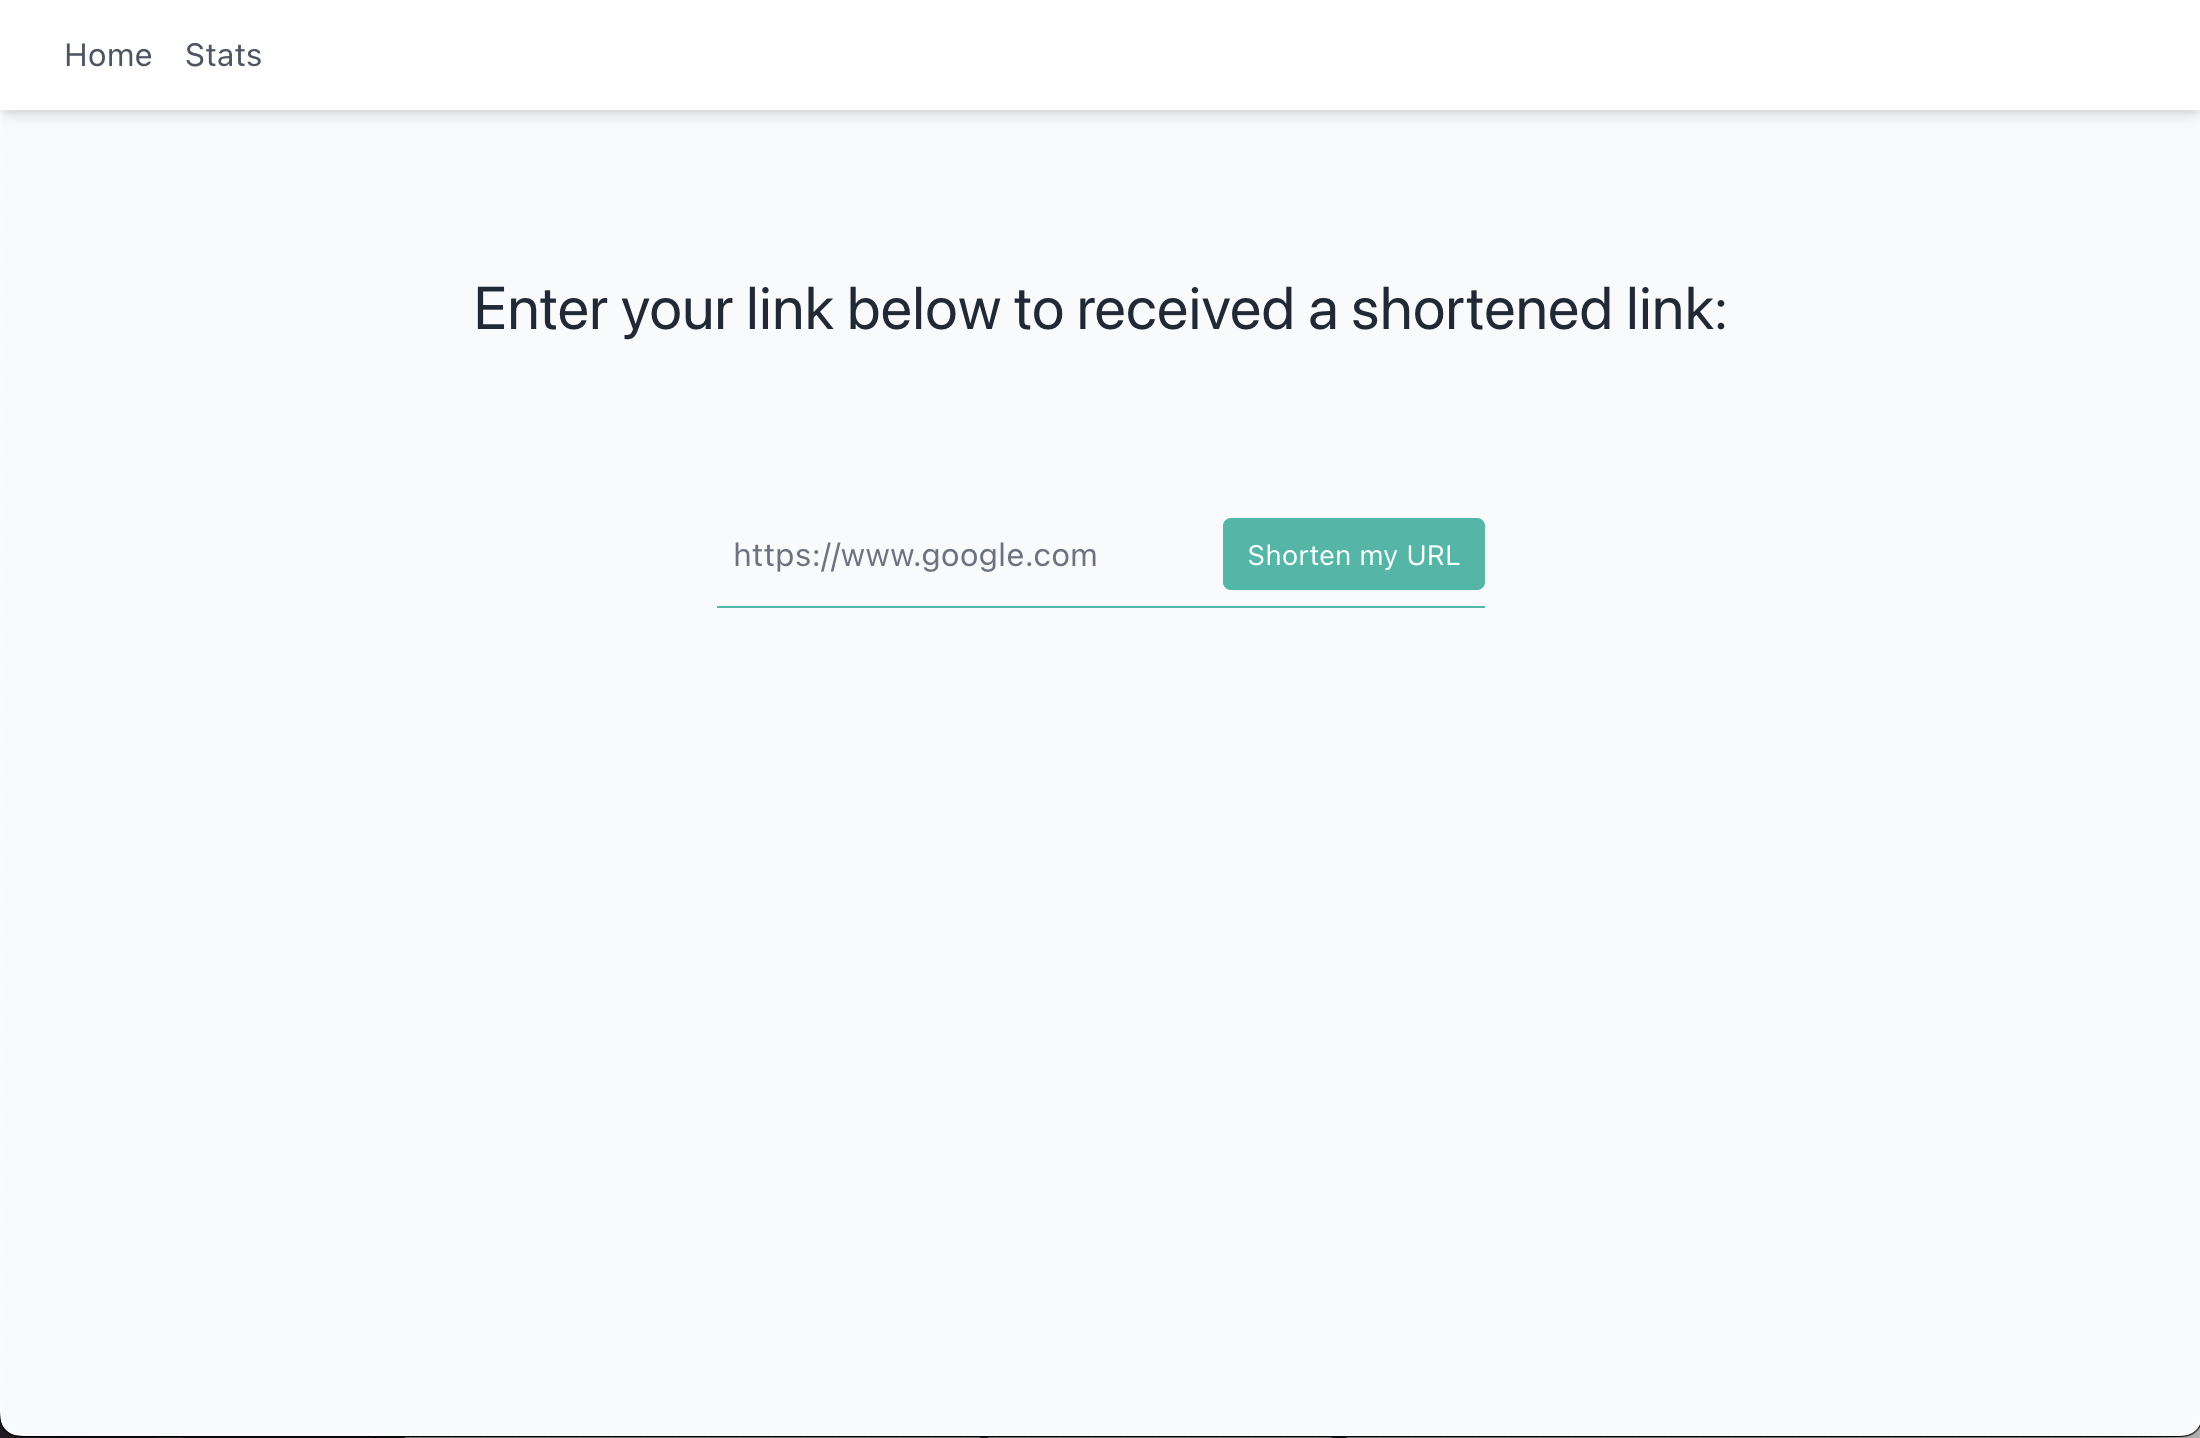 Home Stats
Enter your link below to received a shortened link:
https://www.google.com Shorten my URL